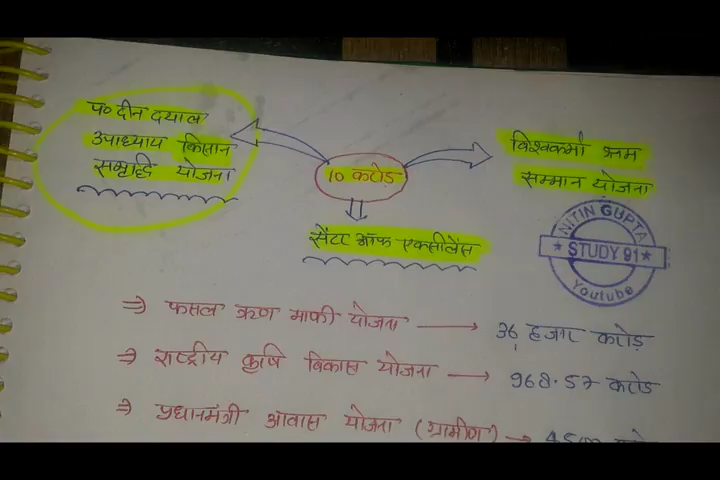 पं० दीन दयाल
उपाध्याय किसान
समृद्धि योजना
10 करोड़
विश्वकर्मा श्रम
सम्मान योजना
सेंटर ऑफ एक्सीलेंस
NITIN GUPTA
STUDY 91
Youtube
⇒ फसल ऋण माफी योजना → 36 हजार करोड़
⇒ राष्ट्रीय कृषि विकास योजना → 968.57 करोड़
⇒ प्रधानमंत्री आवास योजना (ग्रामीण) →